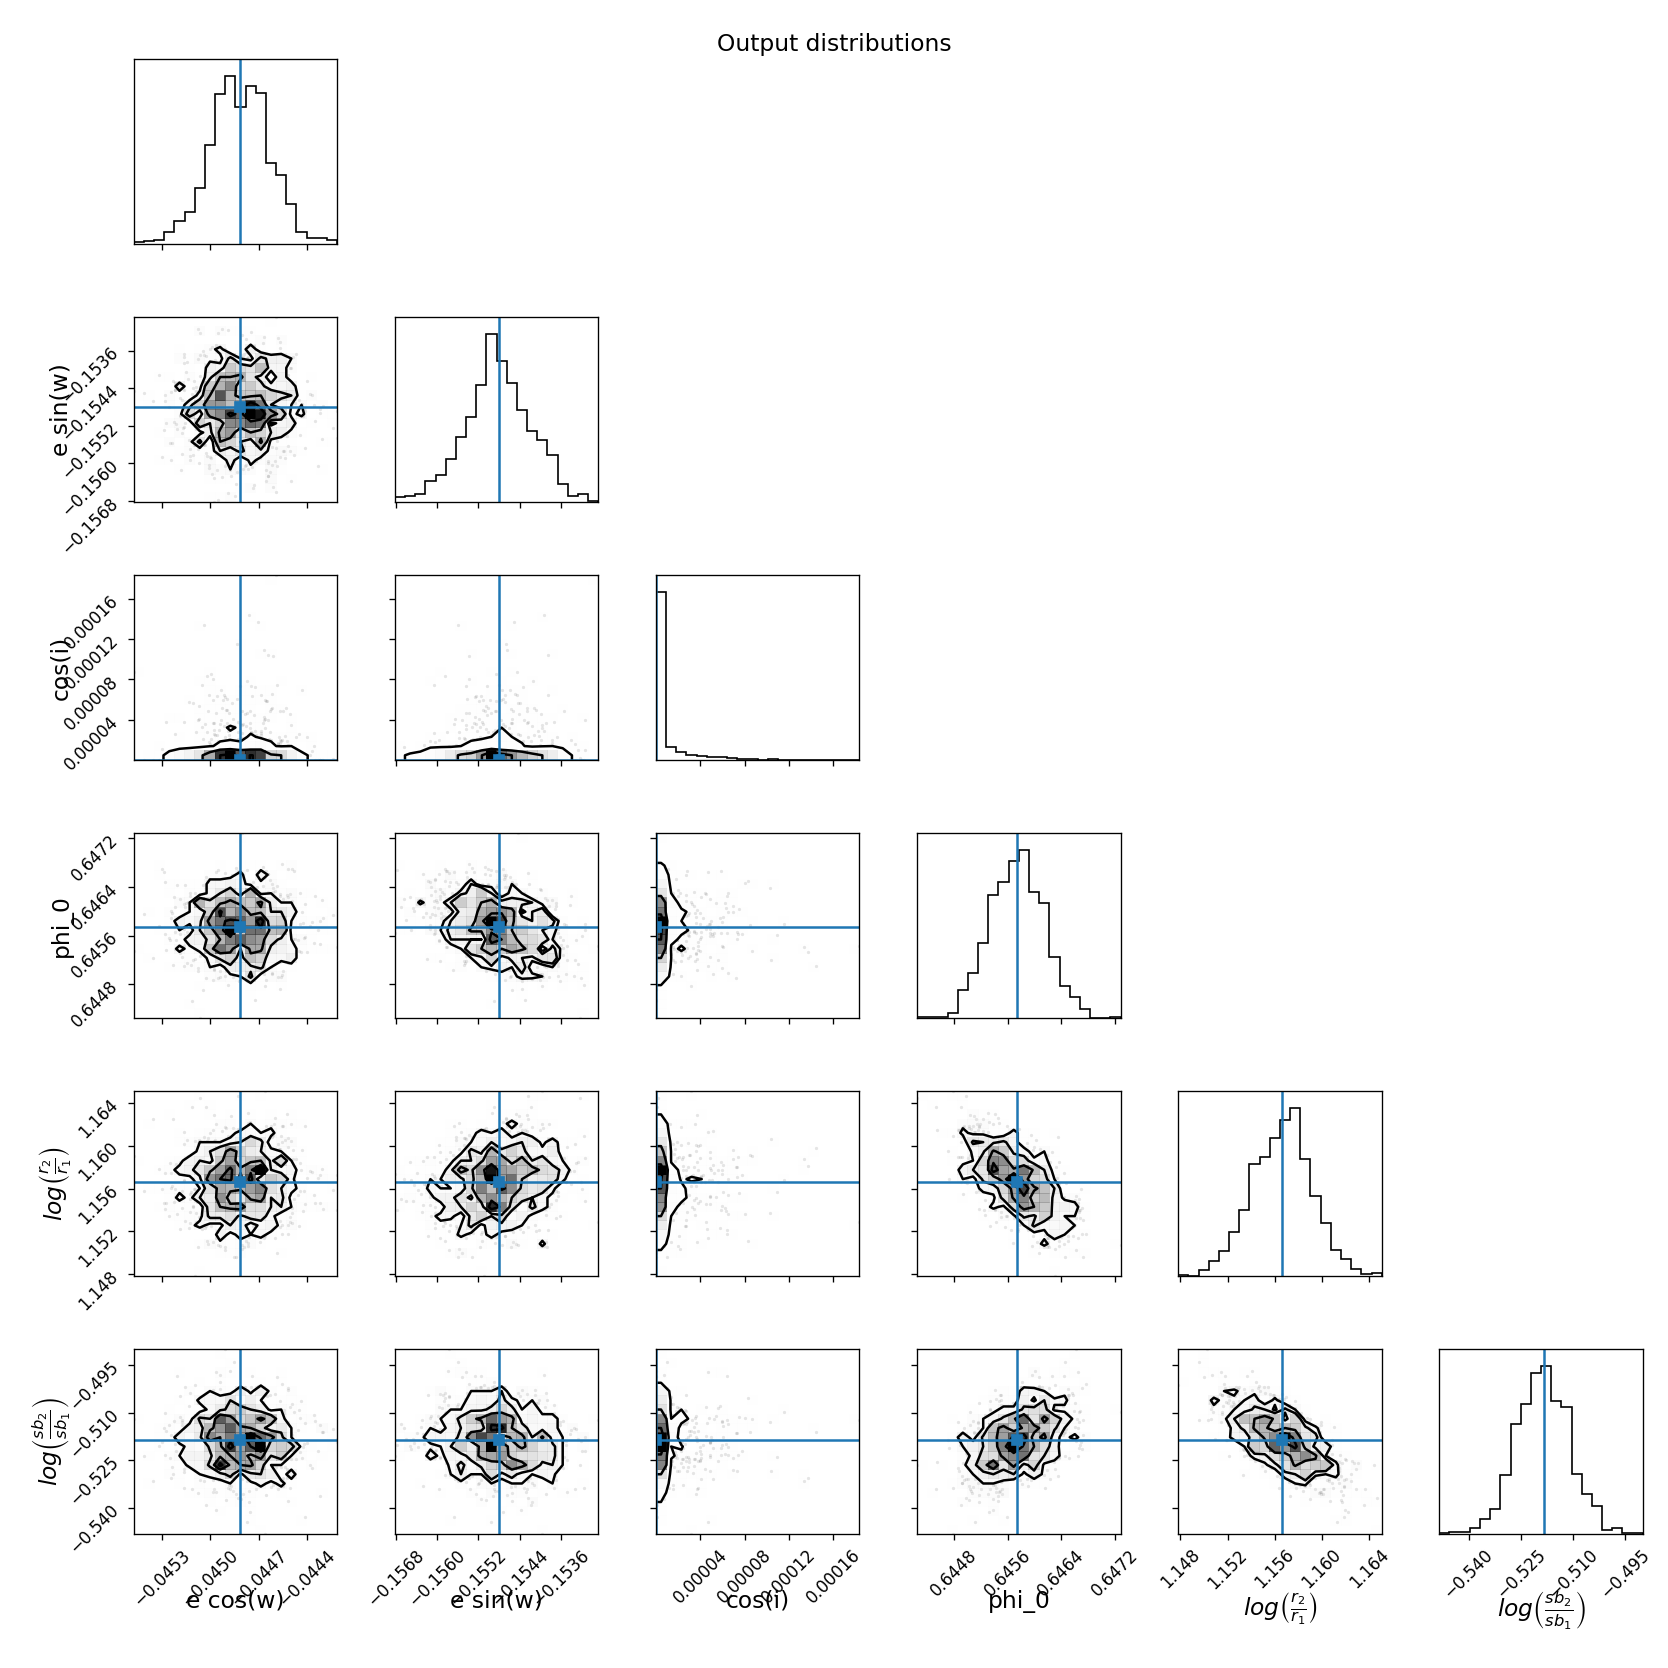 Output distributions
e sin(w)
−0.1536
−0.1544
−0.1552
−0.1560
−0.1568
cos(i)
0.00016
0.00012
0.00008
0.00004
phi_0
0.6472
0.6464
0.6456
0.6448
log(r2/r1)
1.164
1.160
1.156
1.152
1.148
log(sb2/sb1)
−0.495
−0.510
−0.525
−0.540
−0.0453 −0.0450 −0.0447 −0.0444
e cos(w)
−0.1568 −0.1560 −0.1552 −0.1544 −0.1536
e sin(w)
0.00004 0.00008 0.00012 0.00016
cos(i)
0.6448 0.6456 0.6464 0.6472
phi_0
1.148 1.152 1.156 1.160 1.164
log(r2/r1)
−0.540 −0.525 −0.510 −0.495
log(sb2/sb1)